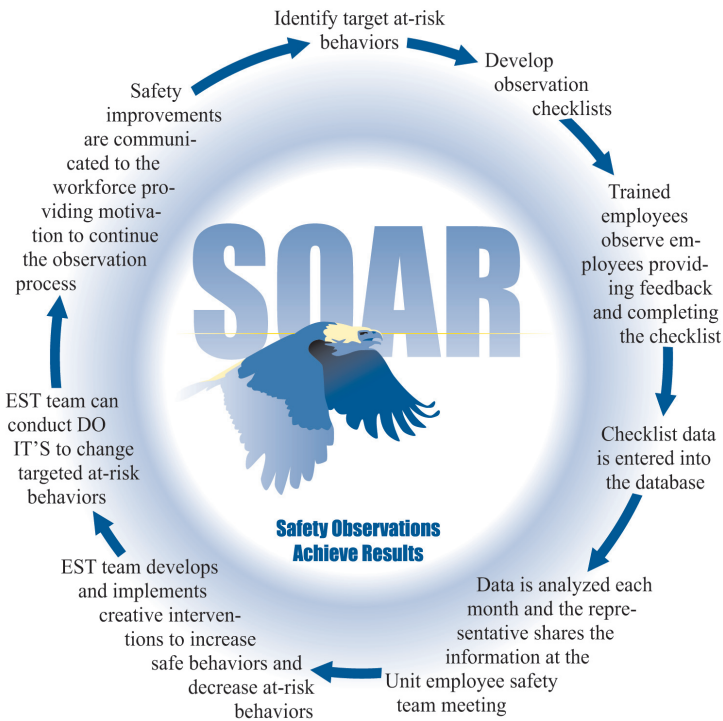 Identify target at-risk
behaviors
Develop
observation
checklists
Trained
employees
observe em-
ployees provid-
ing feedback
and completing
the checklist
Checklist data
is entered into
the database
Data is analyzed each
month and the repre-
sentative shares the
information at the
Unit employee safety
team meeting
EST team develops
and implements
creative interven-
tions to increase
safe behaviors and
decrease at-risk
behaviors
EST team can
conduct DO
IT’S to change
targeted at-risk
behaviors
Safety
improvements
are communi-
cated to the
workforce pro-
viding motiva-
tion to continue
the observation
process
SOAR
Safety Observations
Achieve Results